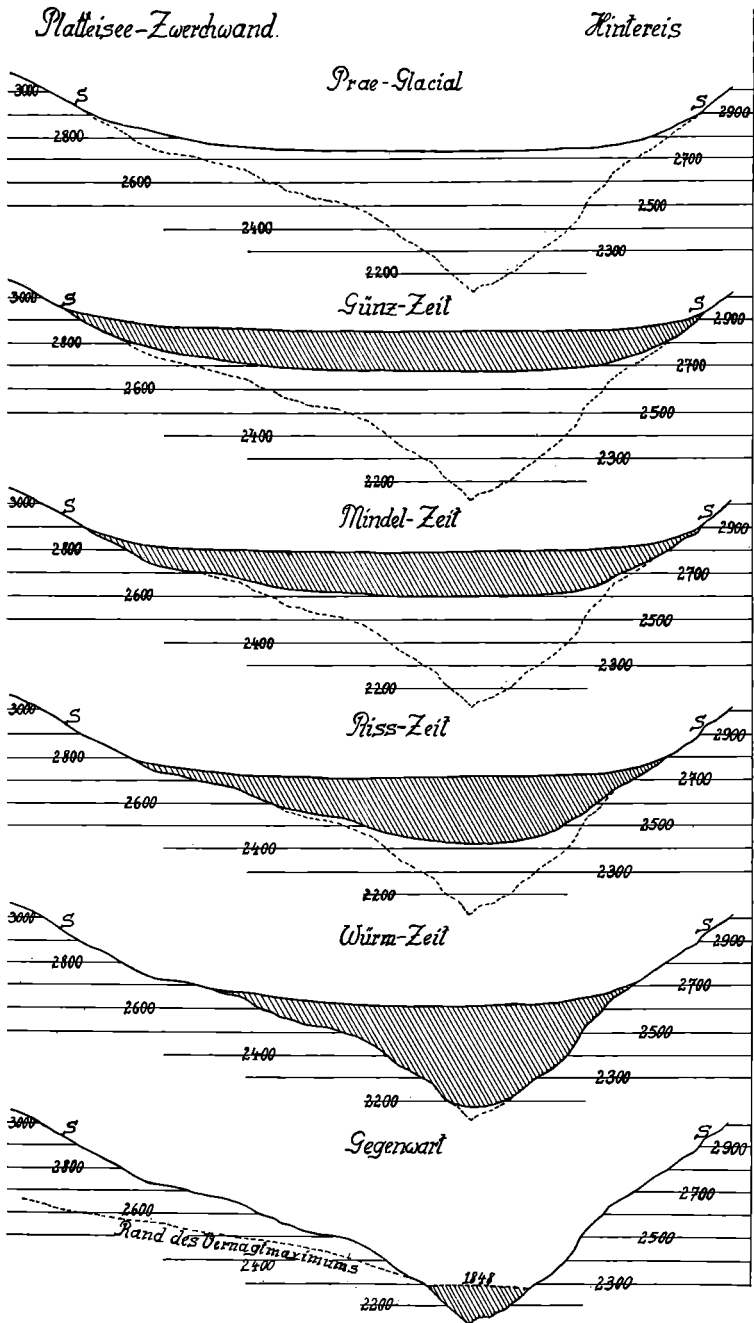 Platteisee-Zwerchwand. Hintereis
Prae-Glacial
3000 S S 2900
2800 2700
2600 2500
2400 2300
2200
Günz-Zeit
3000 S S 2900
2800 2700
2600 2500
2400 2300
2200
Mindel-Zeit
3000 S S 2900
2800 2700
2600 2500
2400 2300
2200
Riss-Zeit
3000 S S 2900
2800 2700
2600 2500
2400 2300
2200
Würm-Zeit
3000 S S 2900
2800 2700
2600 2500
2400 2300
2200
Gegenwart
3000 S S 2900
2800 2700
2600 2500
Rand des Vernagtmaximums
2400 1848 2300
2200